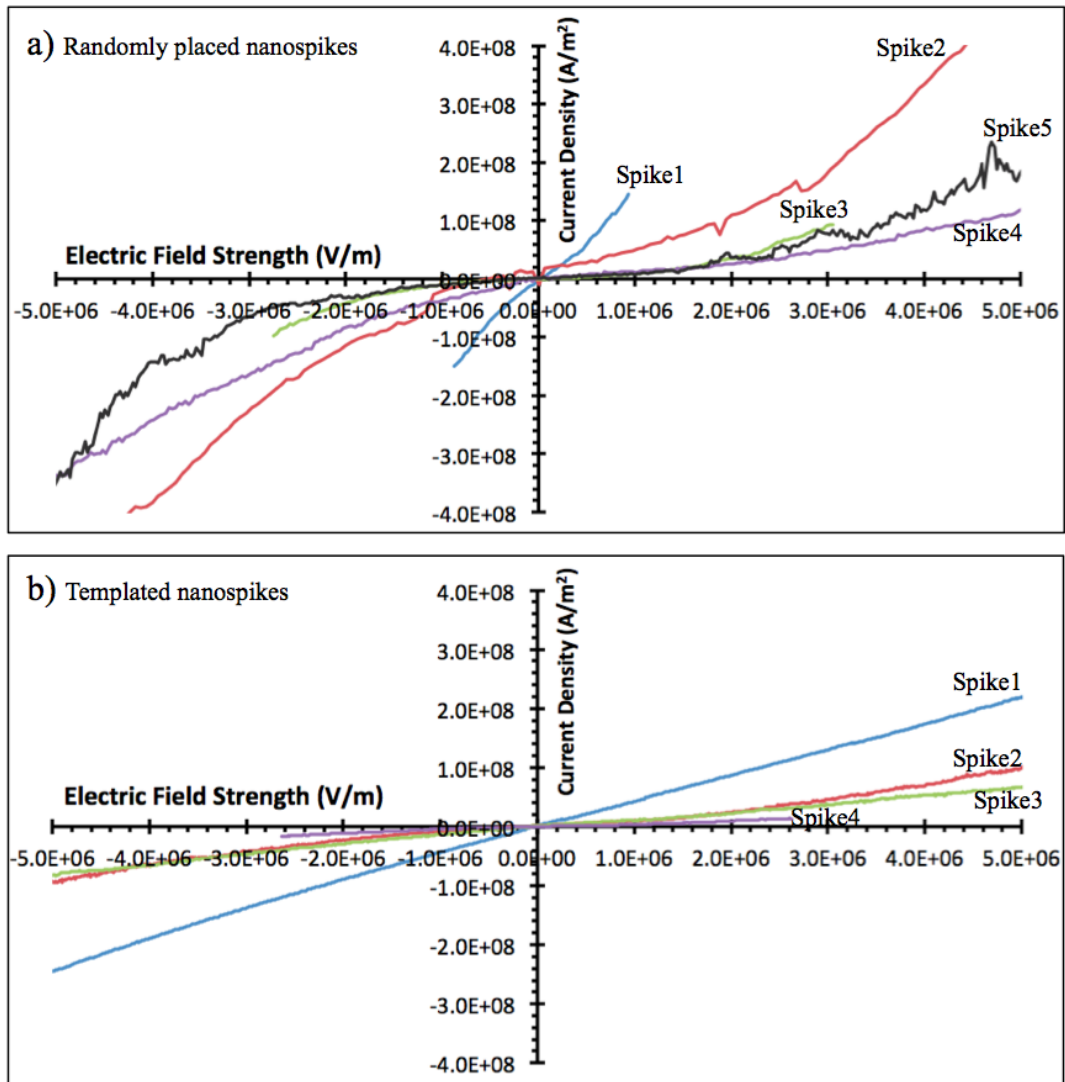 a) Randomly placed nanospikes
4.0E+08
3.0E+08
2.0E+08
1.0E+08
0.0E+00
-1.0E+08
-2.0E+08
-3.0E+08
-4.0E+08
Current Density (A/m²)
Spike2
Spike5
Spike1
Spike3
Spike4
Electric Field Strength (V/m)
-5.0E+06 -4.0E+06 -3.0E+06 -2.0E+06 -1.0E+06 0.0E+00 1.0E+06 2.0E+06 3.0E+06 4.0E+06 5.0E+06
b) Templated nanospikes
4.0E+08
3.0E+08
2.0E+08
1.0E+08
0.0E+00
-1.0E+08
-2.0E+08
-3.0E+08
-4.0E+08
Current Density (A/m²)
Spike1
Spike2
Spike3
Spike4
Electric Field Strength (V/m)
-5.0E+06 -4.0E+06 -3.0E+06 -2.0E+06 -1.0E+06 0.0E+00 1.0E+06 2.0E+06 3.0E+06 4.0E+06 5.0E+06